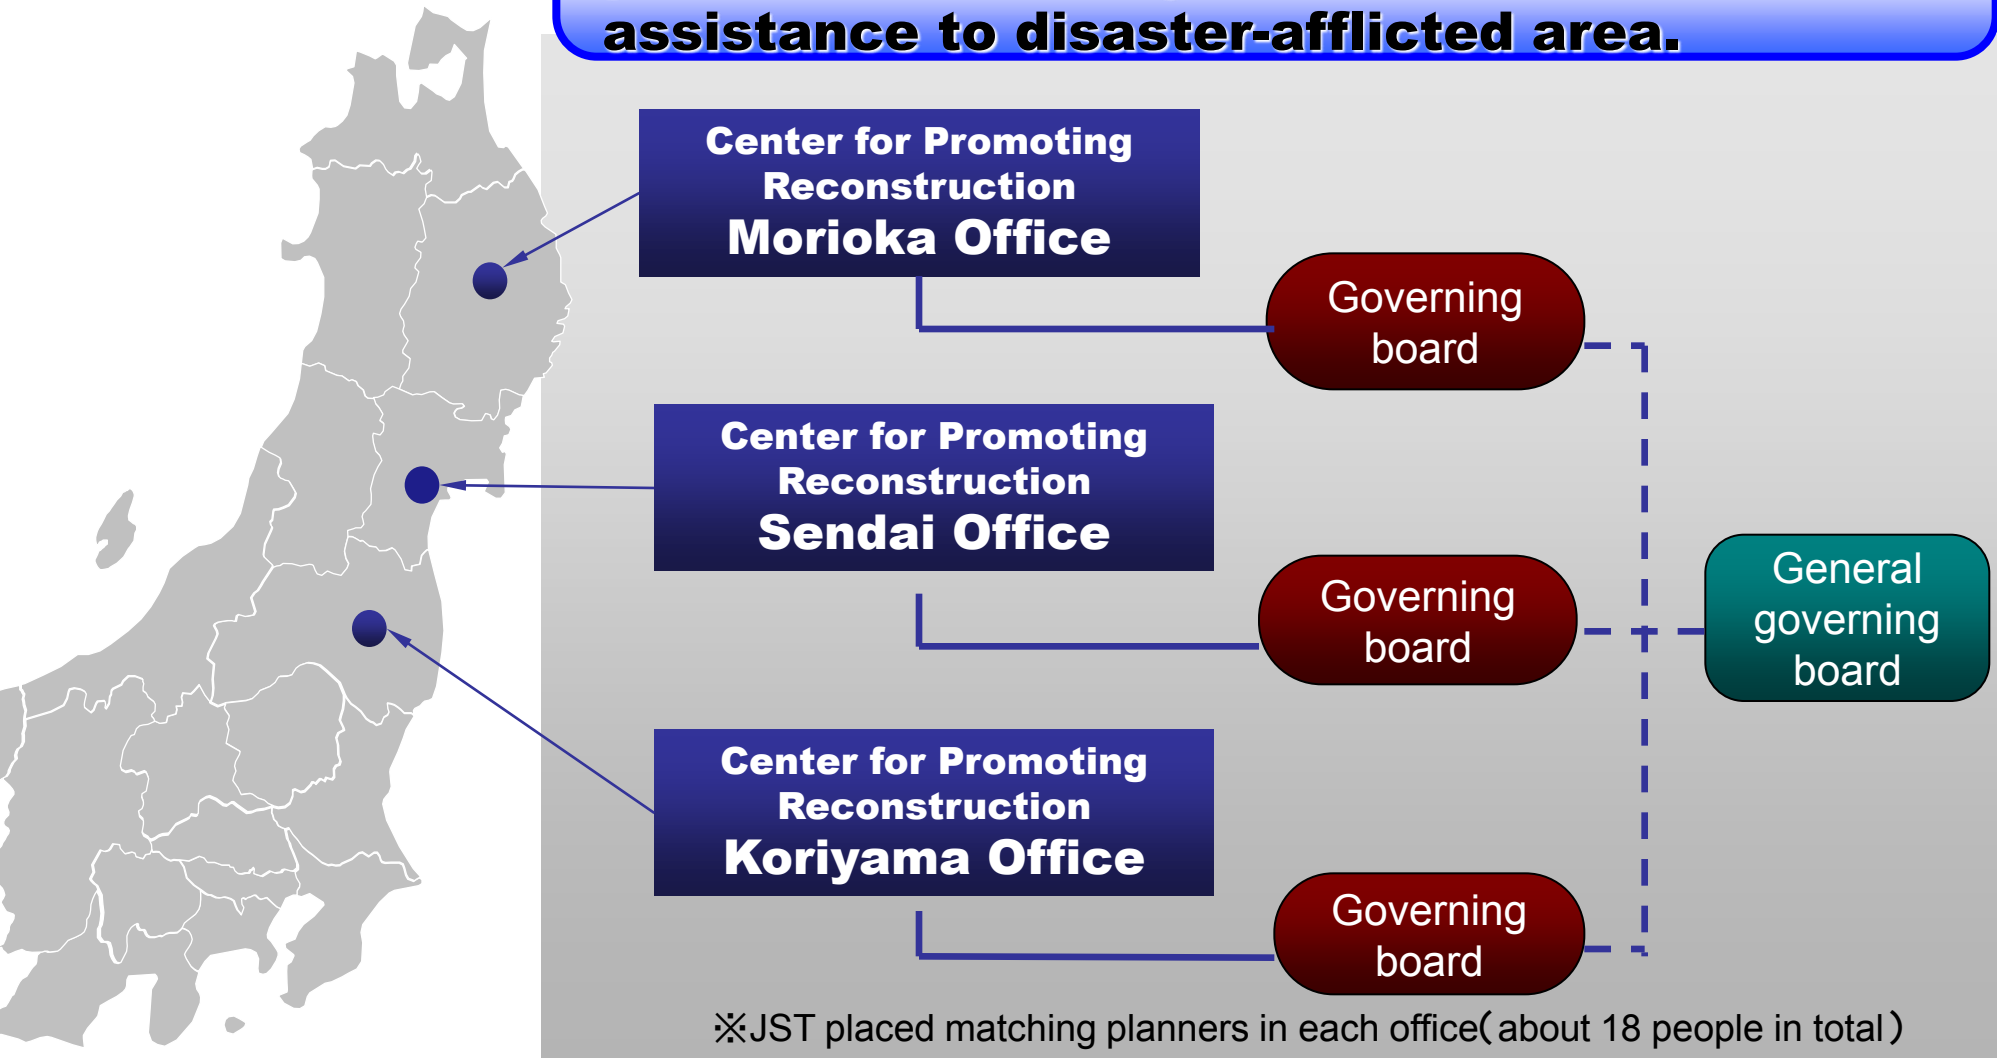 assistance to disaster-afflicted area.
Center for Promoting
Reconstruction
Morioka Office
Governing
board
Center for Promoting
Reconstruction
Sendai Office
Governing
board
General
governing
board
Center for Promoting
Reconstruction
Koriyama Office
Governing
board
※JST placed matching planners in each office(about 18 people in total)